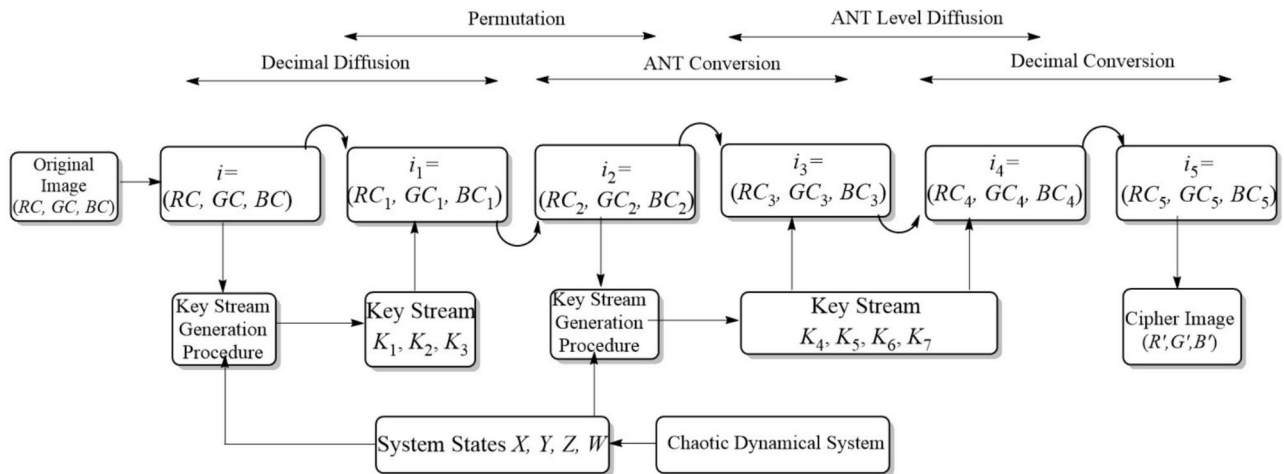 Permutation
ANT Level Diffusion
Decimal Diffusion
ANT Conversion
Decimal Conversion
Original
Image
(RC, GC, BC)
i=
(RC, GC, BC)
i₁=
(RC₁, GC₁, BC₁)
i₂=
(RC₂, GC₂, BC₂)
i₃=
(RC₃, GC₃, BC₃)
i₄=
(RC₄, GC₄, BC₄)
i₅=
(RC₅, GC₅, BC₅)
Key Stream
Generation
Procedure
Key Stream
K₁, K₂, K₃
Key Stream
Generation
Procedure
Key Stream
K₄, K₅, K₆, K₇
Cipher Image
(R',G',B')
System States X, Y, Z, W
Chaotic Dynamical System